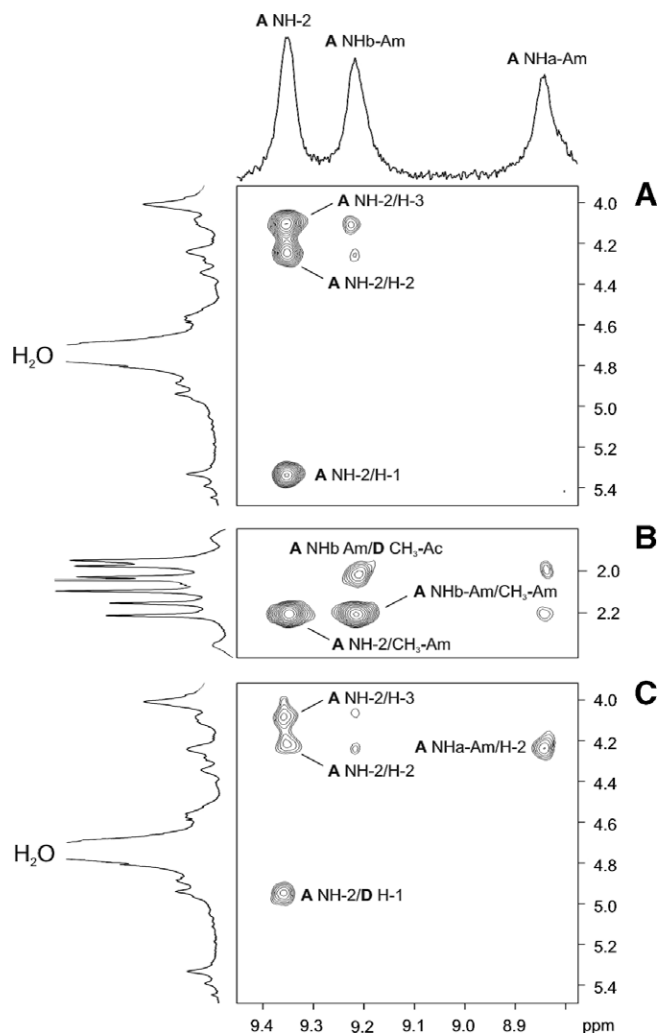 A NH-2
A NHb-Am
A NHa-Am
A
A NH-2/H-3
A NH-2/H-2
A NH-2/H-1
H₂O
4.0
4.2
4.4
4.6
4.8
5.0
5.2
5.4
B
A NHb Am/D CH₃-Ac
A NHb-Am/CH₃-Am
A NH-2/CH₃-Am
2.0
2.2
C
A NH-2/H-3
A NHa-Am/H-2
A NH-2/H-2
A NH-2/D H-1
H₂O
4.0
4.2
4.4
4.6
4.8
5.0
5.2
5.4
9.4 9.3 9.2 9.1 9.0 8.9 ppm